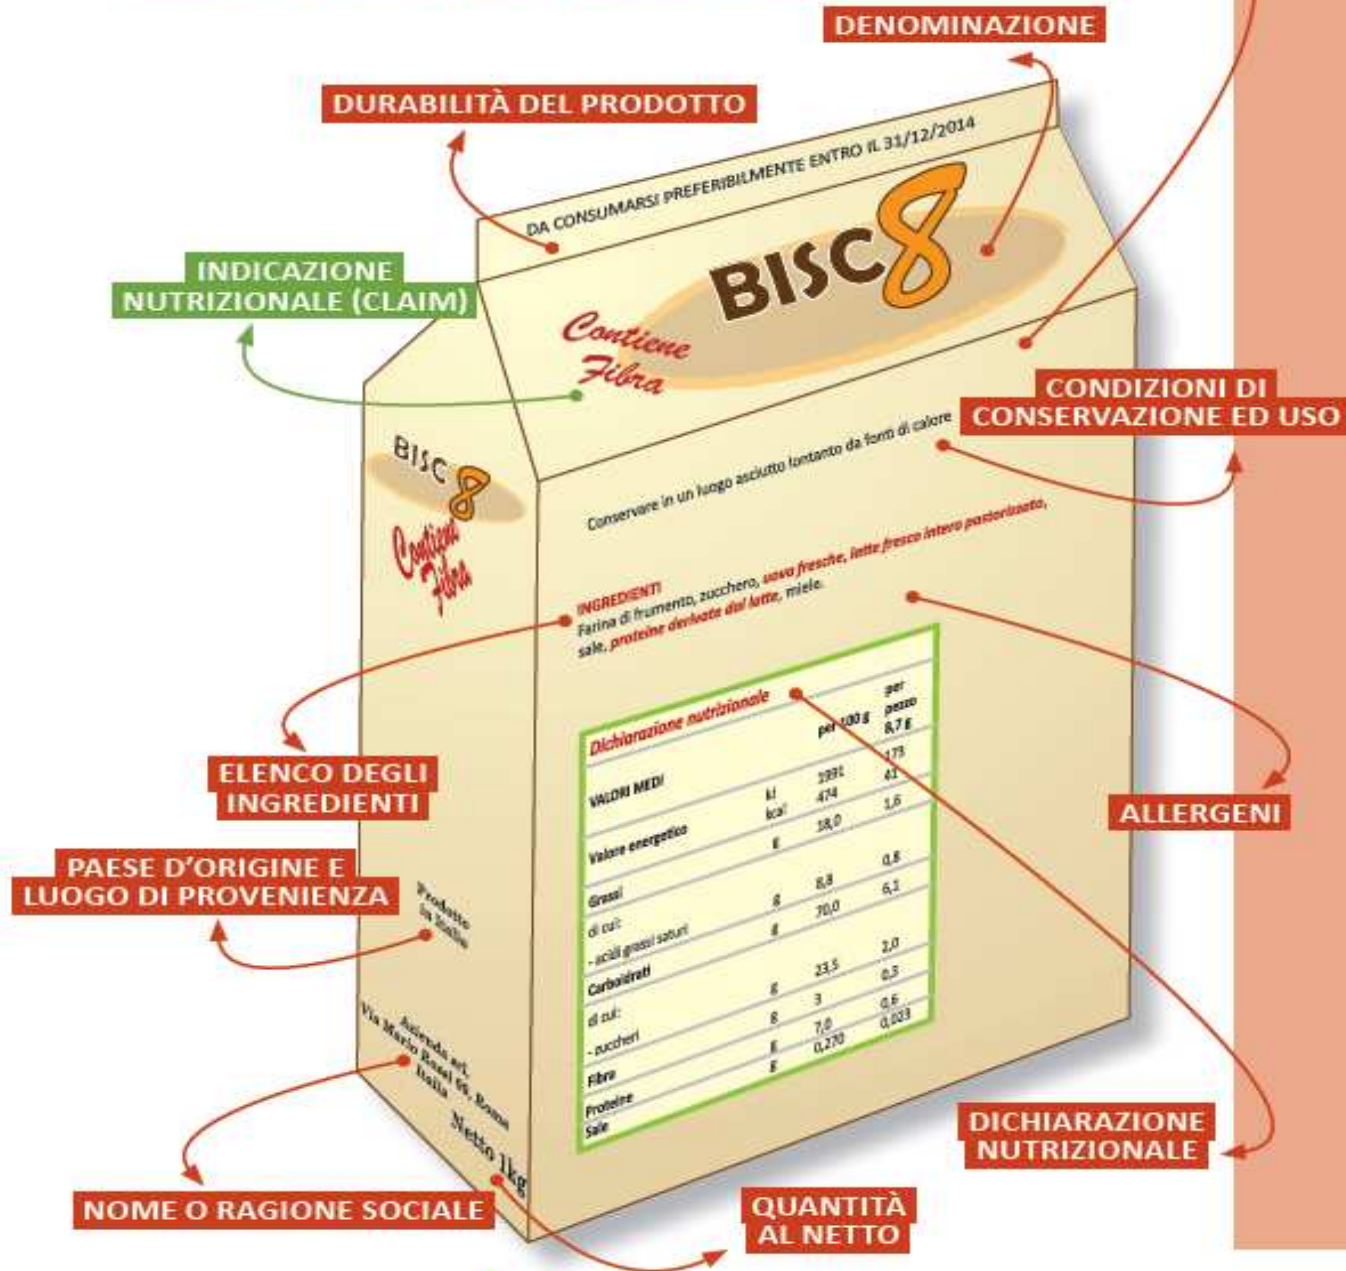 DENOMINAZIONE
DURABILITÀ DEL PRODOTTO
DA CONSUMARSI PREFERIBILMENTE ENTRO IL 31/12/2014
BISC8
INDICAZIONE
NUTRIZIONALE (CLAIM)
Contiene
Fibra
CONDIZIONI DI
CONSERVAZIONE ED USO
BISC 8
Contiene
Fibra
Conservare in un luogo asciutto lontanto da fonti di calore
INGREDIENTI
Farina di frumento, zucchero, uova fresche, latte fresco intero pastorizzato,
sale, proteine derivate dal latte, miele.
ELENCO DEGLI
INGREDIENTI
ALLERGENI
Dichiarazione nutrizionale
VALORI MEDI per 100 g per pezzo 8,7 g
Valore energetico kJ 1991 173
kcal 474 41
Grassi g 18,0 1,6
di cui:
- acidi grassi saturi g 8,8 0,8
Carboidrati g 70,0 6,1
di cui:
- zuccheri g 23,5 2,0
Fibra g 3 0,3
Proteine g 7,0 0,6
Sale g 0,270 0,023
PAESE D'ORIGINE E
LUOGO DI PROVENIENZA
Prodotto
in Italia
Azienda srl,
Via Mario Rossi 66, Roma
Italia
Netto 1kg
DICHIARAZIONE
NUTRIZIONALE
NOME O RAGIONE SOCIALE
QUANTITÀ
AL NETTO